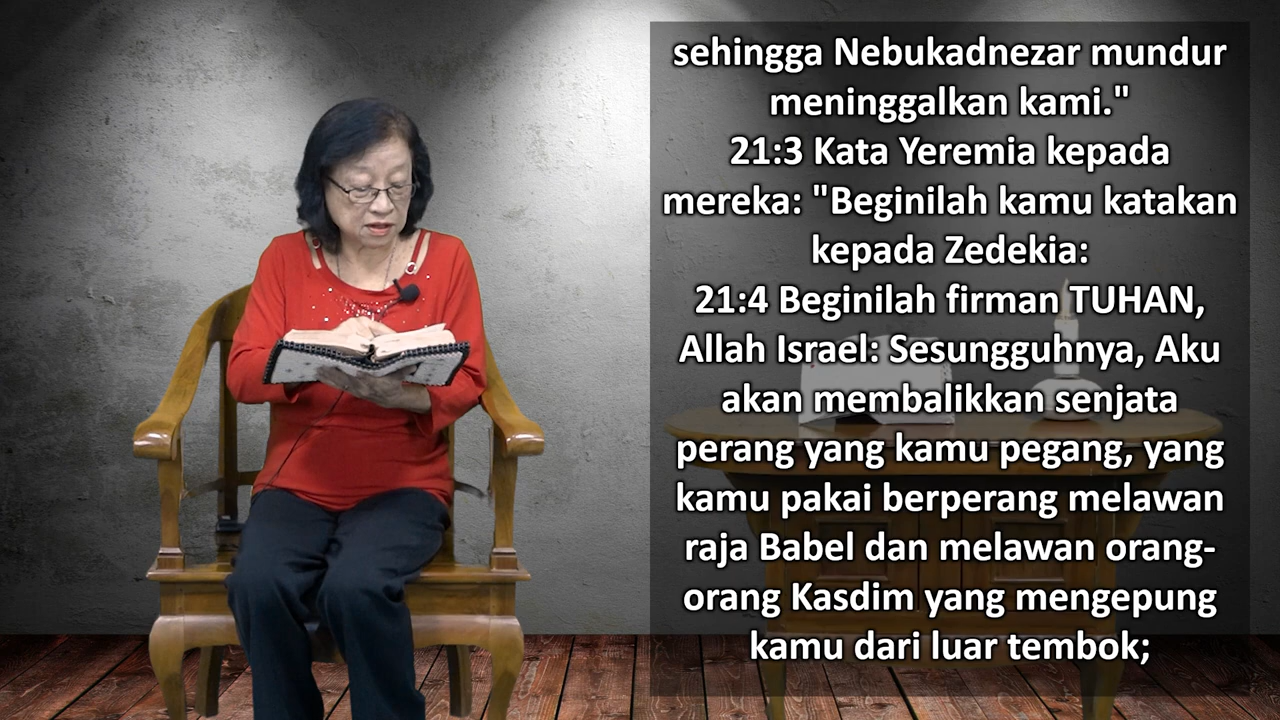 sehingga Nebukadnezar mundur
meninggalkan kami."
21:3 Kata Yeremia kepada
mereka: "Beginilah kamu katakan
kepada Zedekia:
21:4 Beginilah firman TUHAN,
Allah Israel: Sesungguhnya, Aku
akan membalikkan senjata
perang yang kamu pegang, yang
kamu pakai berperang melawan
raja Babel dan melawan orang-
orang Kasdim yang mengepung
kamu dari luar tembok;